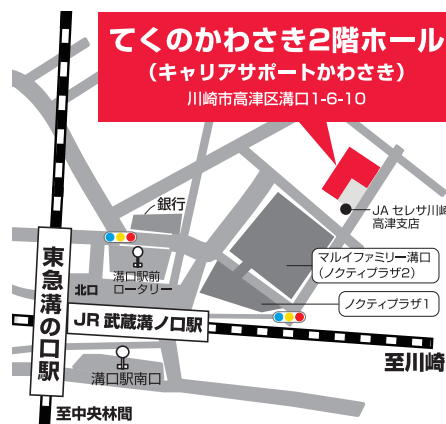 てくのかわさき2階ホール
（キャリアサポートかわさき）
川崎市高津区溝口1-6-10
銀行
JA セレサ川崎
高津支店
マルイファミリー溝口
（ノクティプラザ2）
溝口駅前
ロータリー
北口
ノクティプラザ1
東急溝の口駅
JR 武蔵溝ノ口駅
至川崎
溝口駅南口
至中央林間